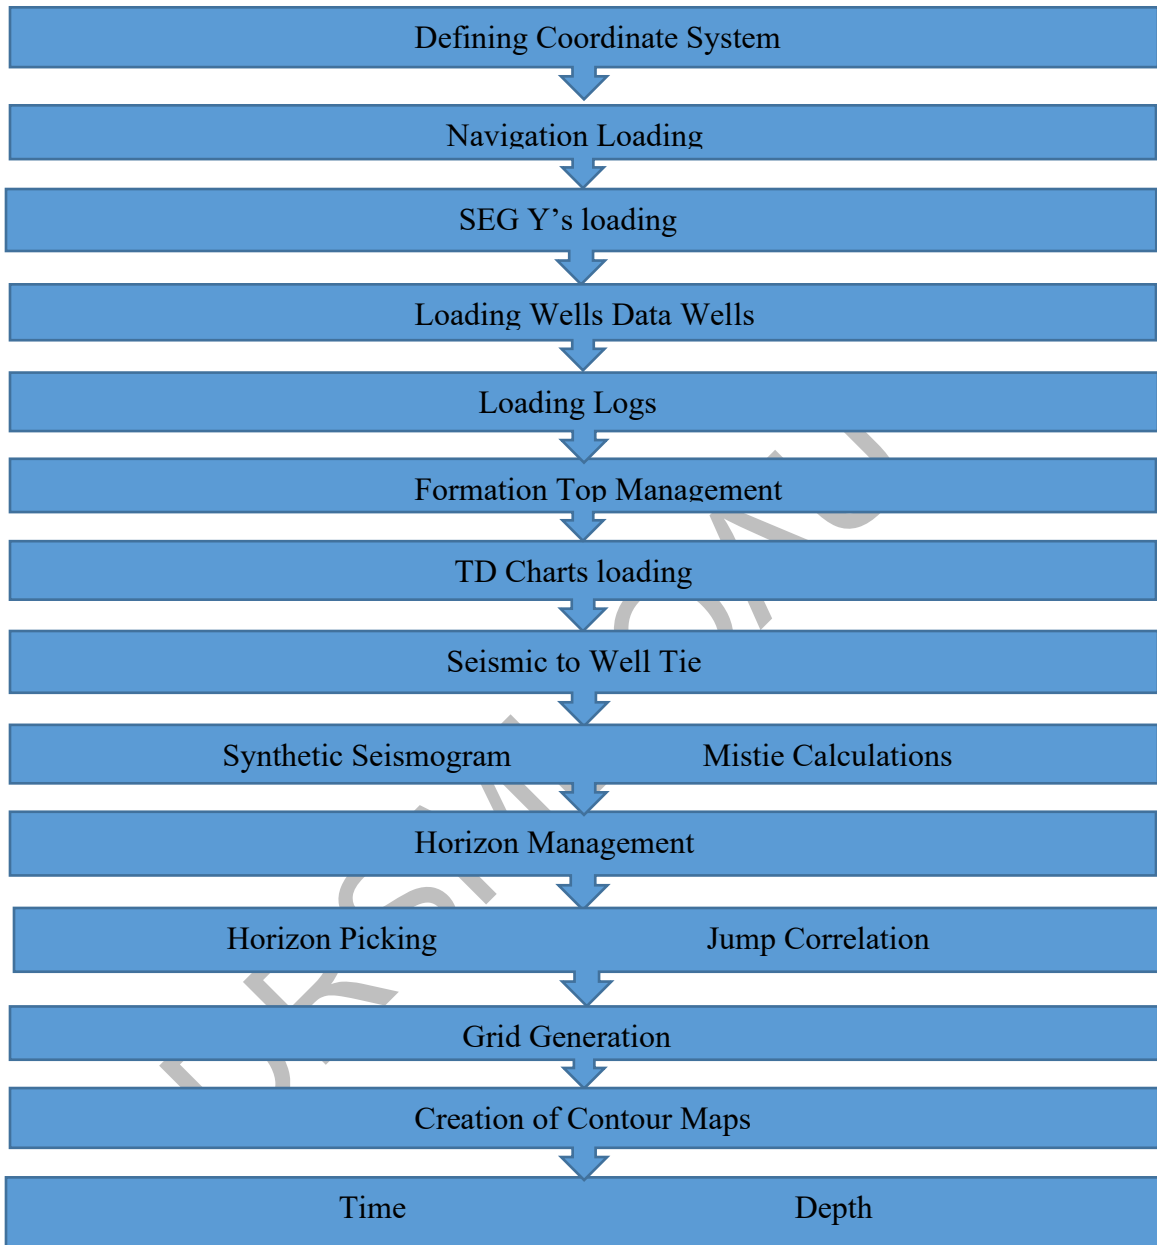 Defining Coordinate System
Navigation Loading
SEG Y’s loading
Loading Wells Data Wells
Loading Logs
Formation Top Management
TD Charts loading
Seismic to Well Tie
Synthetic Seismogram Mistie Calculations
Horizon Management
Horizon Picking Jump Correlation
Grid Generation
Creation of Contour Maps
Time Depth